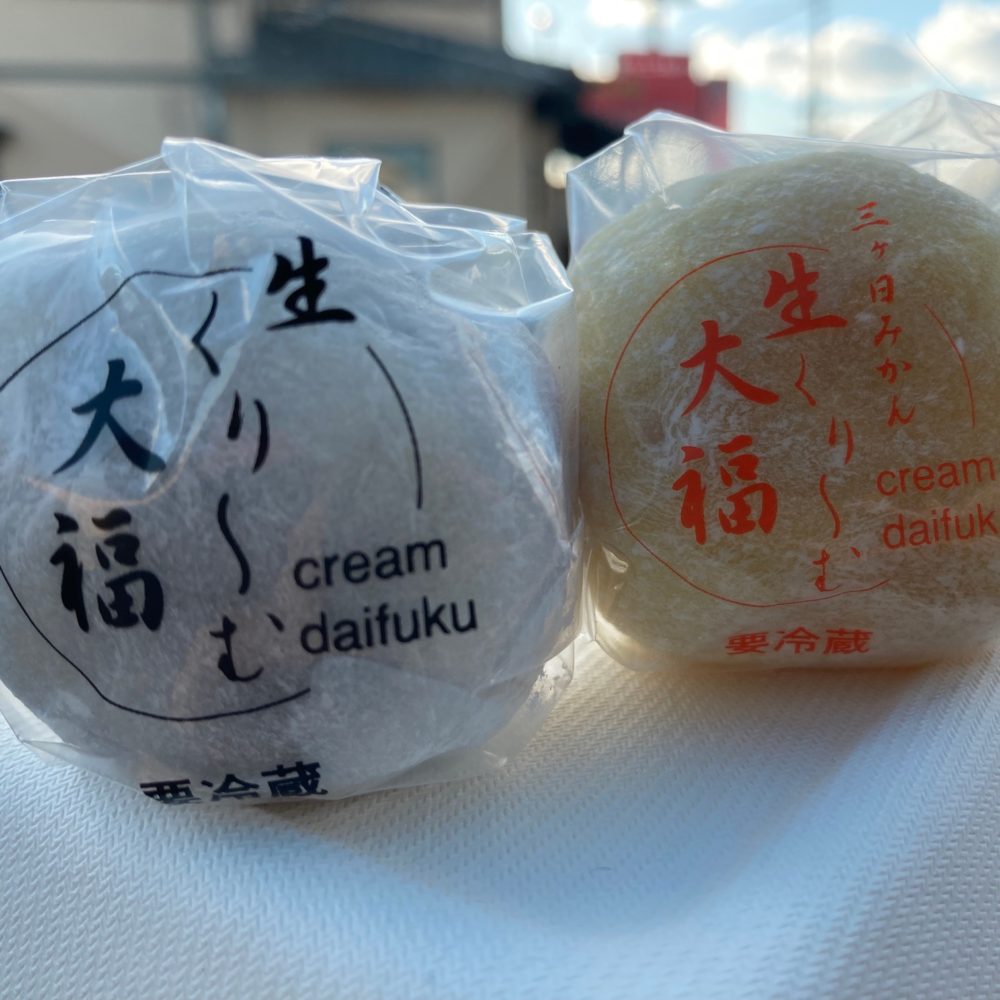 生くり〜む
大福
cream
daifuku
要冷蔵
三ヶ日みかん
生くり〜む
大福
cream
daifuk
要冷蔵